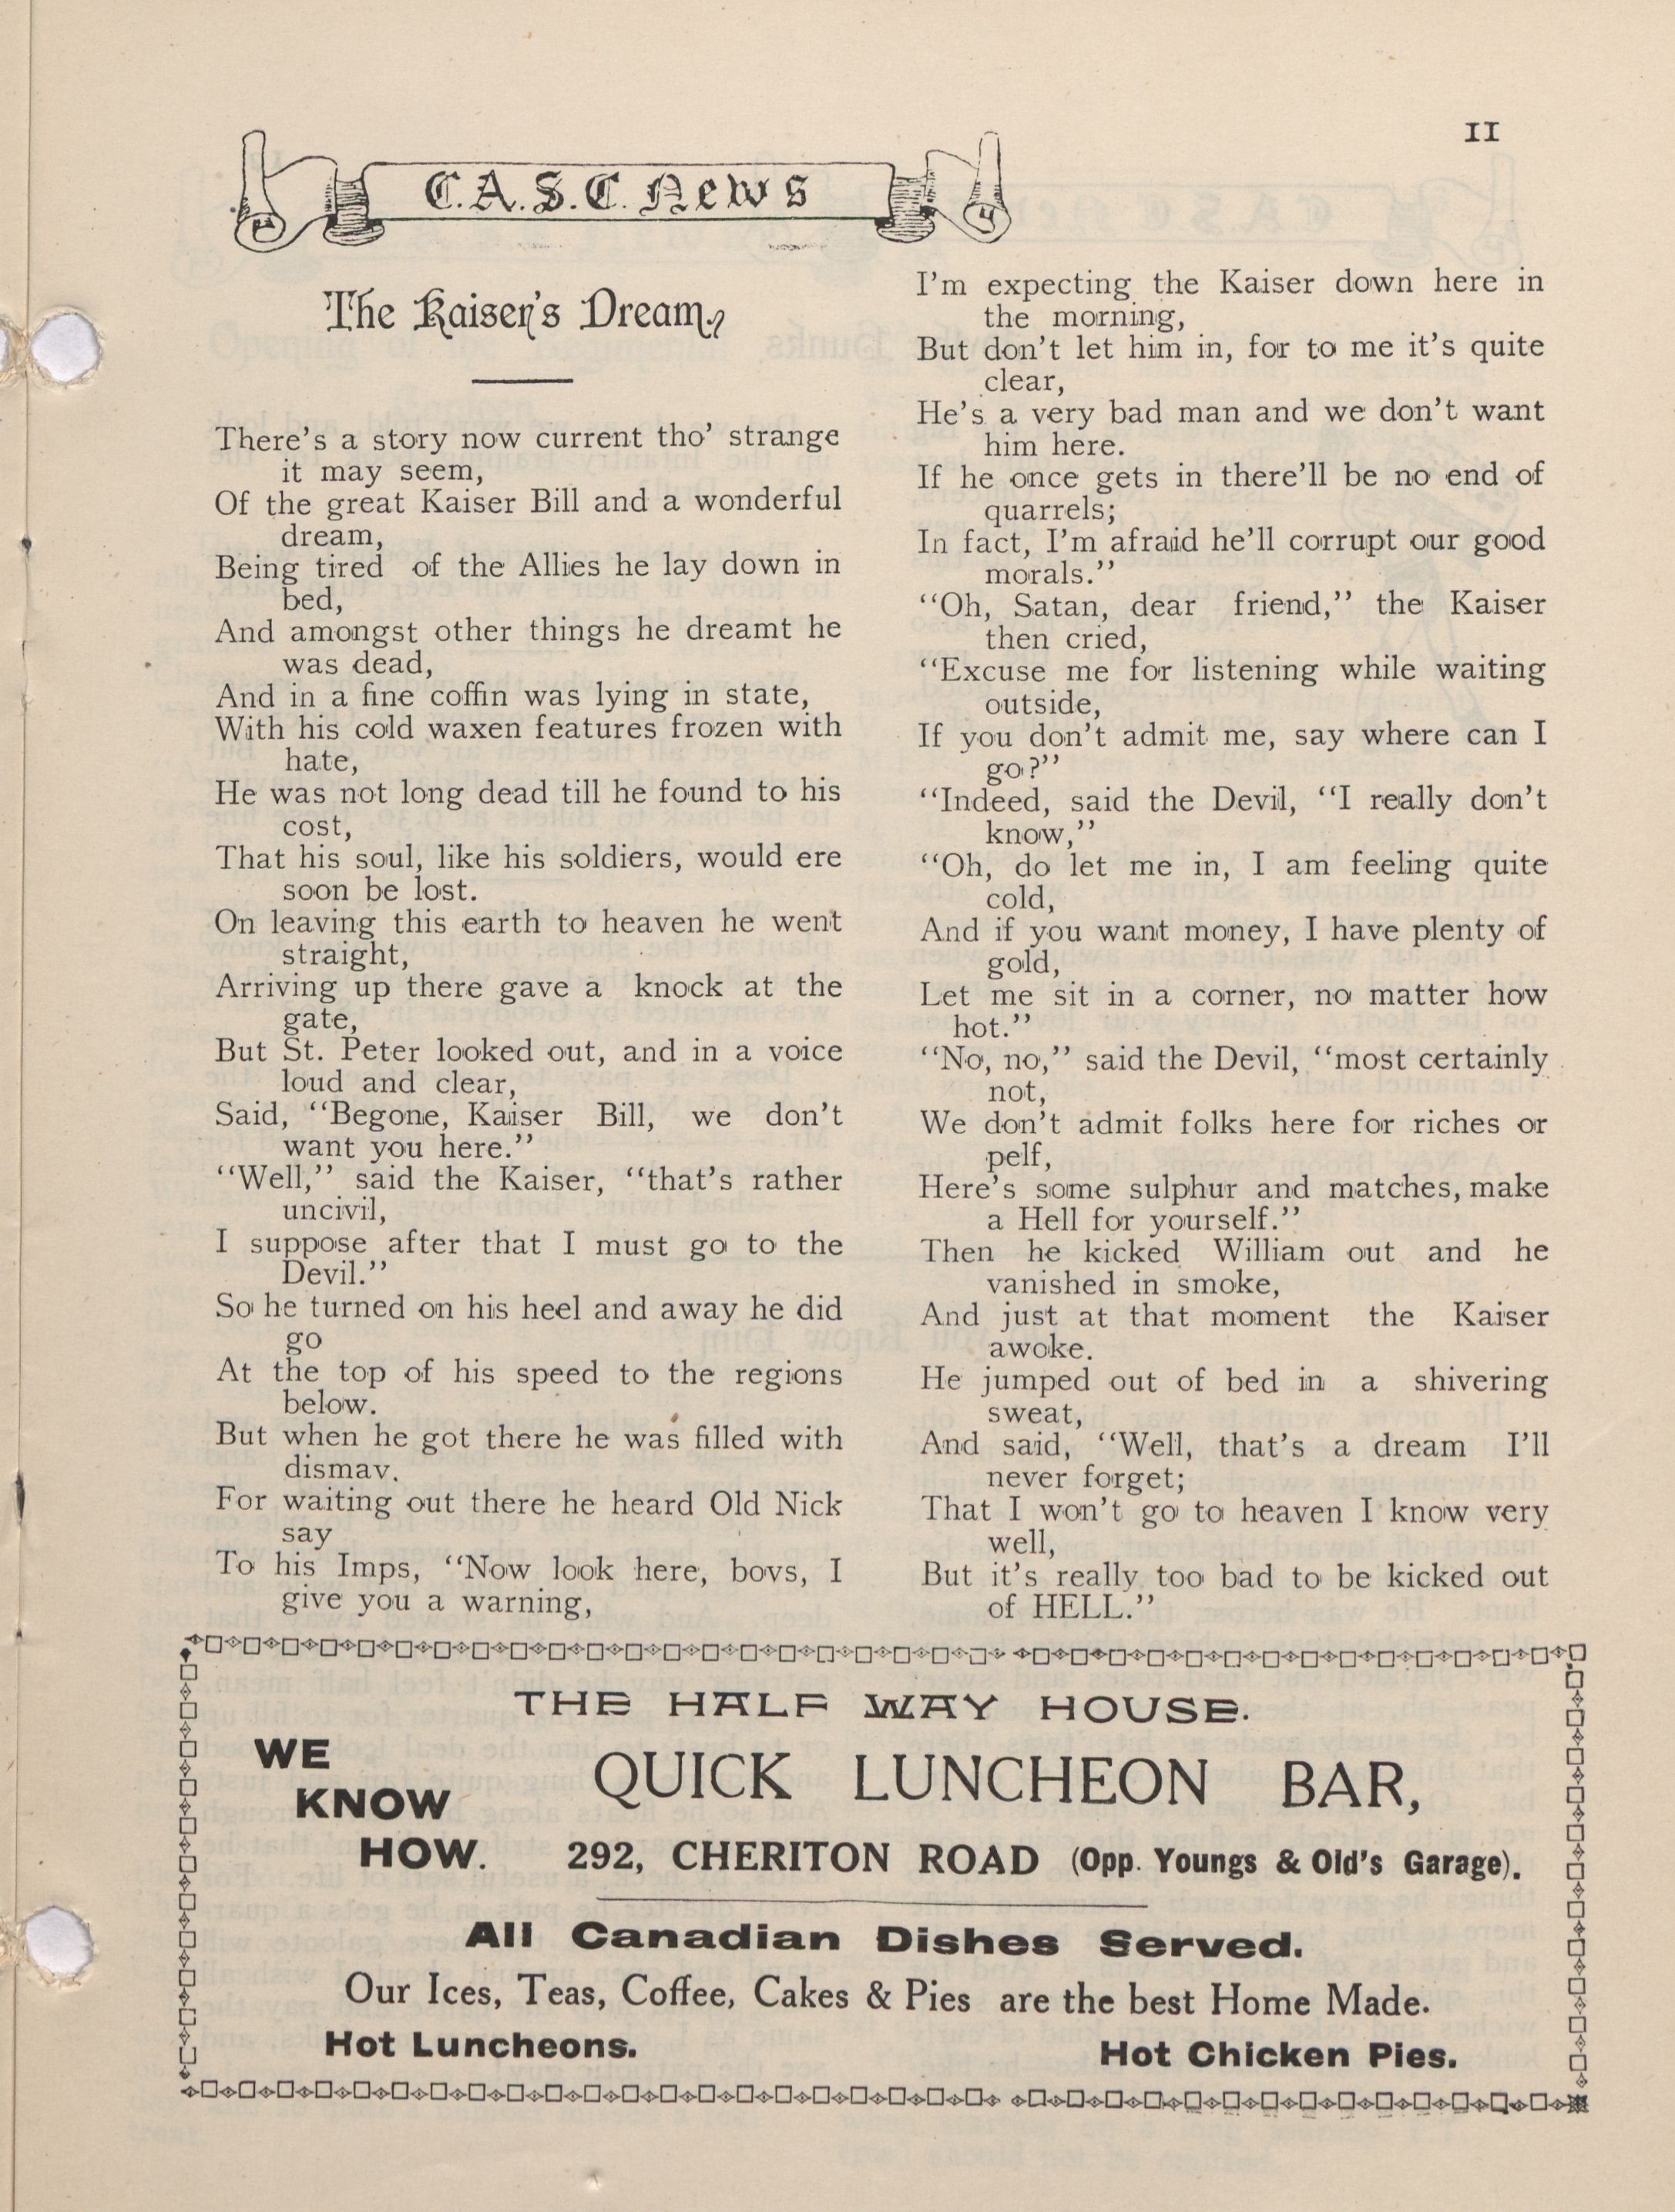 11
C.A.S.C. News
The Kaiser's Dream.
There's a story now current tho' strange
it may seem,
Of the great Kaiser Bill and a wonderful
dream,
Being tired of the Allies he lay down in
bed,
And amongst other things he dreamt he
was dead,
And in a fine coffin was lying in state,
With his cold waxen features frozen with
hate,
He was not long dead till he found to his
cost,
That his soul, like his soldiers, would ere
soon be lost.
On leaving this earth to heaven he went
straight,
Arriving up there gave a knock at the
gate,
But St. Peter looked out, and in a voice
loud and clear,
Said, "Begone, Kaiser Bill, we don't
want you here."
"Well," said the Kaiser, "that's rather
uncivil,
I suppose after that I must go to the
Devil."
So he turned on his heel and away he did
go
At the top of his speed to the regions
below.
But when he got there he was filled with
dismay.
For waiting out there he heard Old Nick
say
To his Imps, "Now look here, boys, I
give you a warning,
I'm expecting the Kaiser down here in
the morning,
But don't let him in, for to me it's quite
clear,
He's a very bad man and we don't want
him here.
If he once gets in there'll be no end of
quarrels;
In fact, I'm afraid he'll corrupt our good
morals."
"Oh, Satan, dear friend," the Kaiser
then cried,
"Excuse me for listening while waiting
outside,
If you don't admit me, say where can I
go?"
"Indeed, said the Devil, "I really don't
know,"
"Oh, do let me in, I am feeling quite
cold,
And if you want money, I have plenty of
gold,
Let me sit in a corner, no matter how
hot."
"No, no," said the Devil, "most certainly
not,
We don't admit folks here for riches or
pelf,
Here's some sulphur and matches, make
a Hell for yourself."
Then he kicked William out and he
vanished in smoke,
And just at that moment the Kaiser
awoke.
He jumped out of bed in a shivering
sweat,
And said, "Well, that's a dream I'll
never forget;
That I won't go to heaven I know very
well,
But it's really too bad to be kicked out
of HELL."
THE HALF WAY HOUSE.
WE
KNOW
HOW.
QUICK LUNCHEON BAR,
292, CHERITON ROAD (Opp. Youngs & Old's Garage).
All Canadian Dishes Served.
Our Ices, Teas, Coffee, Cakes & Pies are the best Home Made.
Hot Luncheons.
Hot Chicken Pies.